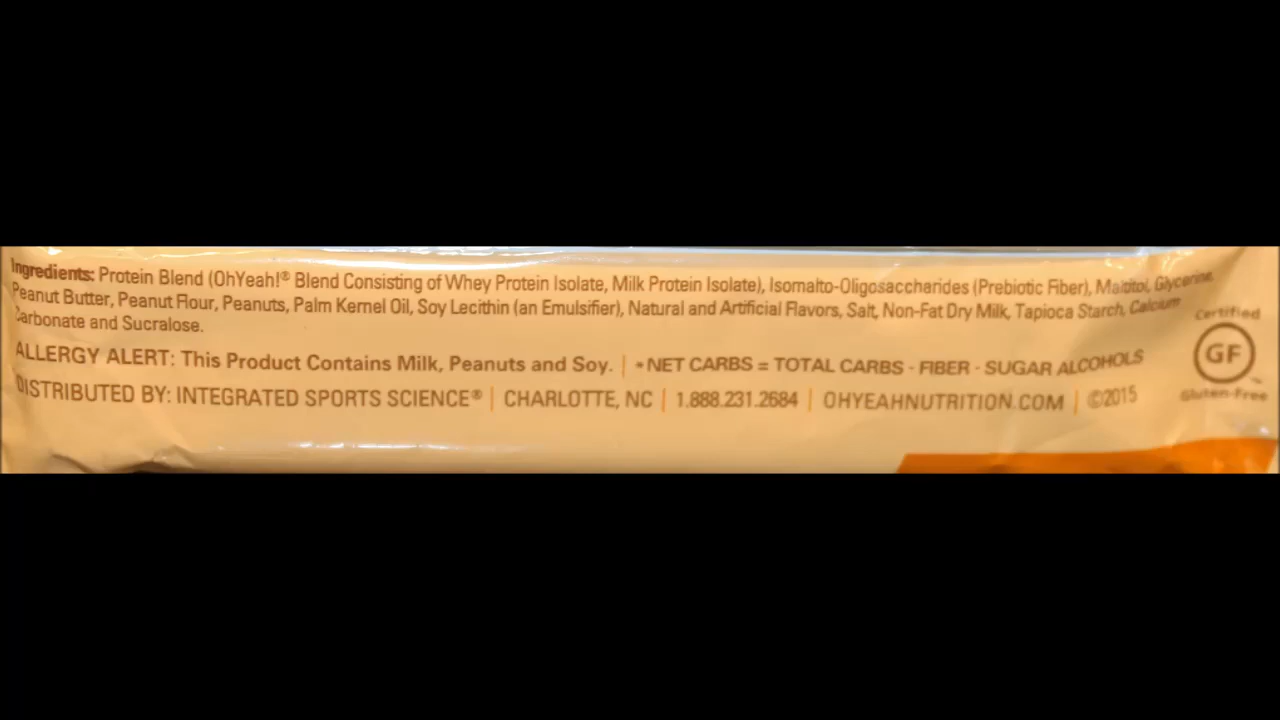 Ingredients: Protein Blend (OhYeah!® Blend Consisting of Whey Protein Isolate, Milk Protein Isolate), Isomalto-Oligosaccharides (Prebiotic Fiber), Maltitol, Glycerine,
Peanut Butter, Peanut Flour, Peanuts, Palm Kernel Oil, Soy Lecithin (an Emulsifier), Natural and Artificial Flavors, Salt, Non-Fat Dry Milk, Tapioca Starch, Calcium
Carbonate and Sucralose.
ALLERGY ALERT: This Product Contains Milk, Peanuts and Soy. | *NET CARBS = TOTAL CARBS - FIBER - SUGAR ALCOHOLS
DISTRIBUTED BY: INTEGRATED SPORTS SCIENCE® | CHARLOTTE, NC | 1.888.231.2684 | OHYEAHNUTRITION.COM | ©2015
Certified
GF
Gluten-Free